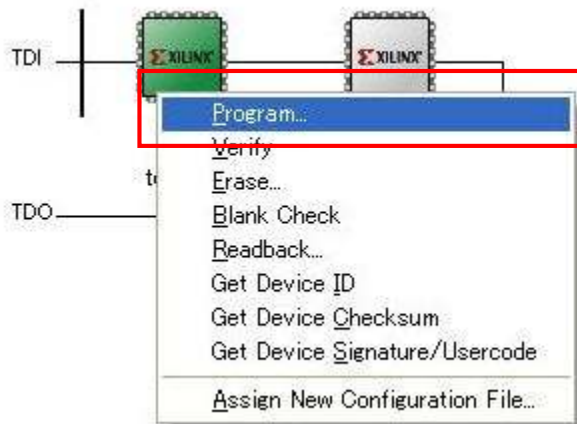 TDI
XILINX
XILINX
Program...
Verify
Erase...
TDO
Blank Check
Readback...
Get Device ID
Get Device Checksum
Get Device Signature/Usercode
Assign New Configuration File...